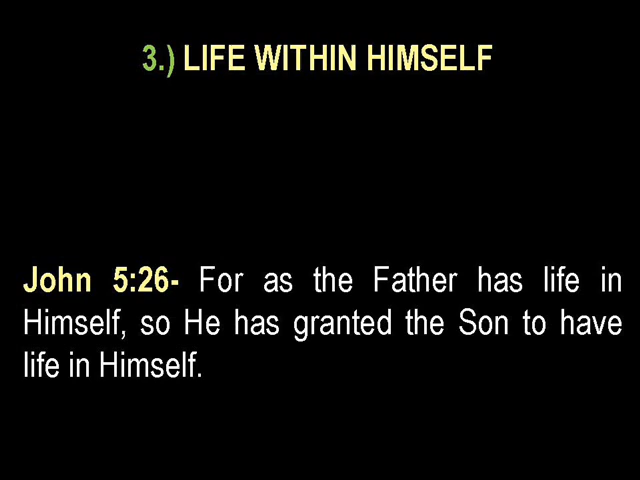 3.) LIFE WITHIN HIMSELF
John 5:26- For as the Father has life in
Himself, so He has granted the Son to have
life in Himself.